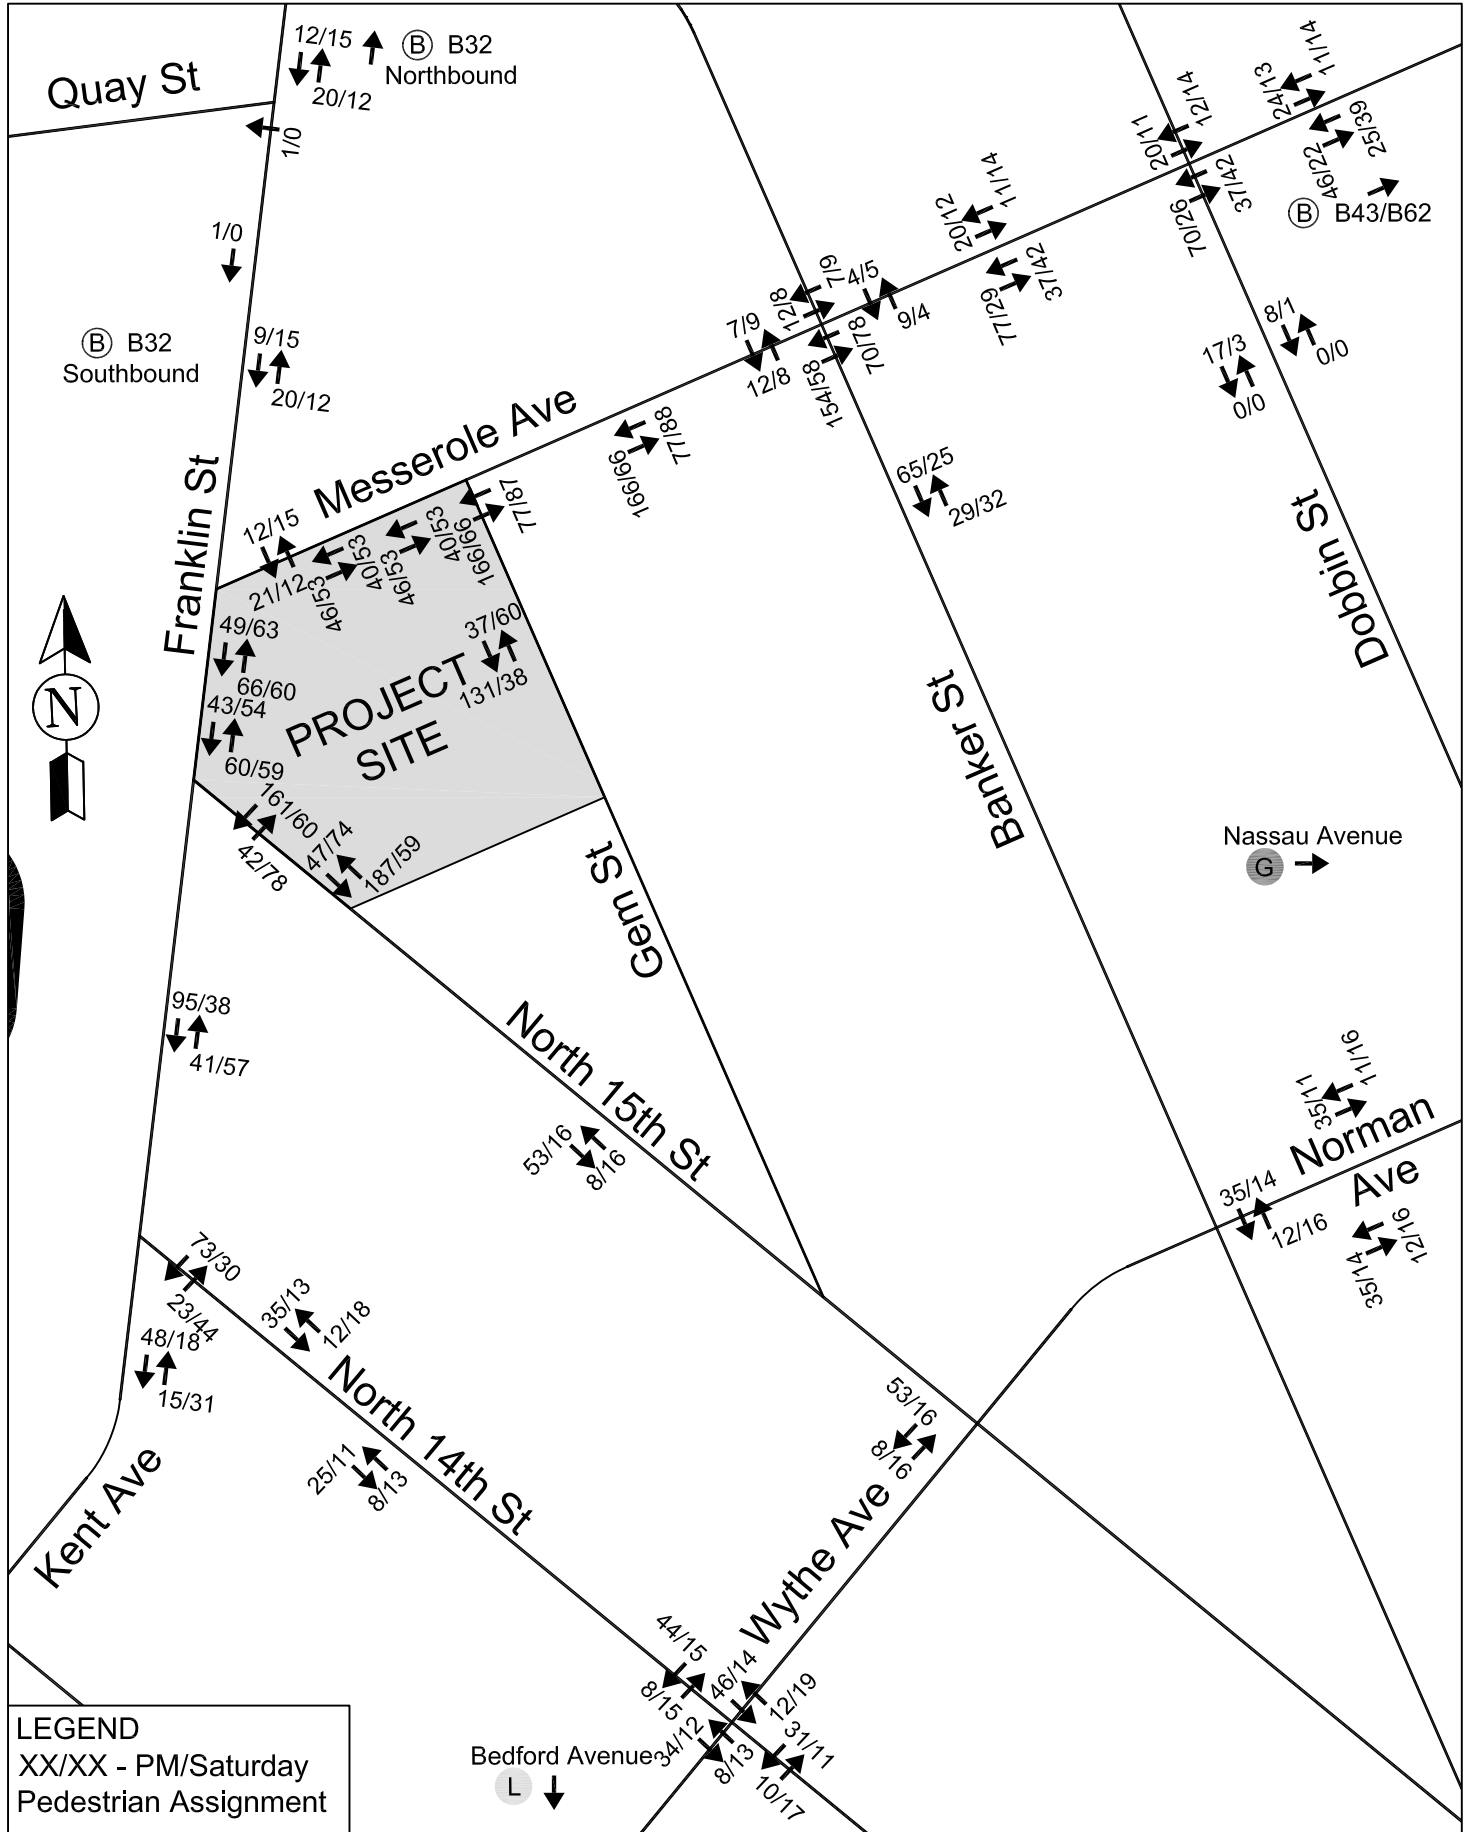 12/15
B B32
Northbound
20/12
Quay St
1/0
1/0
B B32
Southbound
9/15
20/12
Franklin St
Messerole Ave
12/15
21/12
46/53
40/53
46/53
40/53
166/66
77/87
49/63
66/60
43/54
60/59
PROJECT
SITE
37/60
131/38
161/60
42/78
47/74
187/59
166/66
77/88
7/9
12/8
12/8
7/9
4/5
9/4
154/58
70/78
20/12
11/14
77/29
37/42
20/11
12/14
70/26
37/42
24/13
11/14
46/22
25/39
B B43/B62
65/25
29/32
17/3
0/0
8/1
0/0
Dobbin St
Banker St
Gem St
N
Nassau Avenue
G
95/38
41/57
North 15th St
53/16
8/16
35/11
11/16
Norman
Ave
35/14
12/16
35/14
12/16
73/30
23/44
48/18
15/31
35/13
12/18
North 14th St
25/11
8/13
Kent Ave
53/16
8/16
Wythe Ave
44/15
8/15
46/14
12/19
34/12
8/13
31/11
10/17
Bedford Avenue
L
LEGEND
XX/XX - PM/Saturday
Pedestrian Assignment